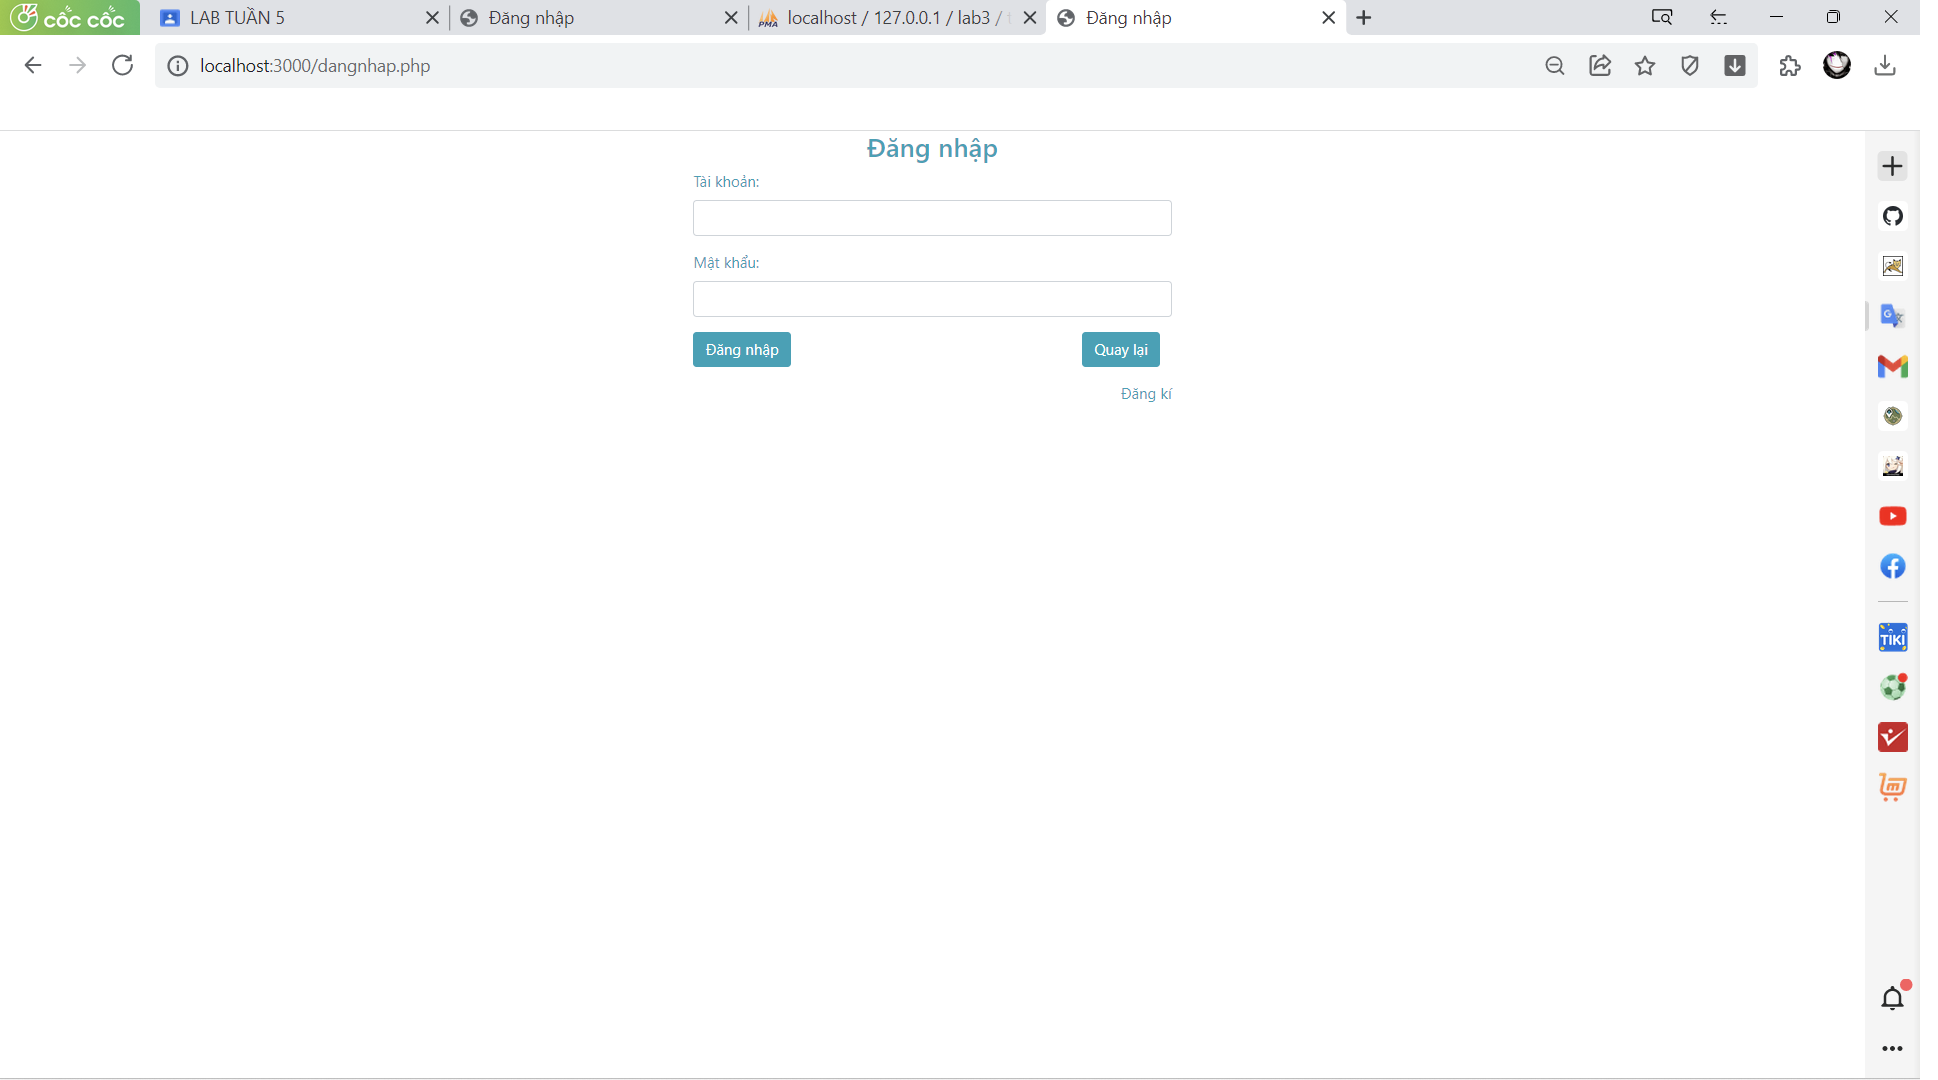 cốc cốc
LAB TUẦN 5
Đăng nhập
PMA
localhost / 127.0.0.1 / lab3 /
Đăng nhập
localhost:3000/dangnhap.php
Đăng nhập
Tài khoản:
Mật khẩu:
Đăng nhập
Quay lại
Đăng kí
TIKI